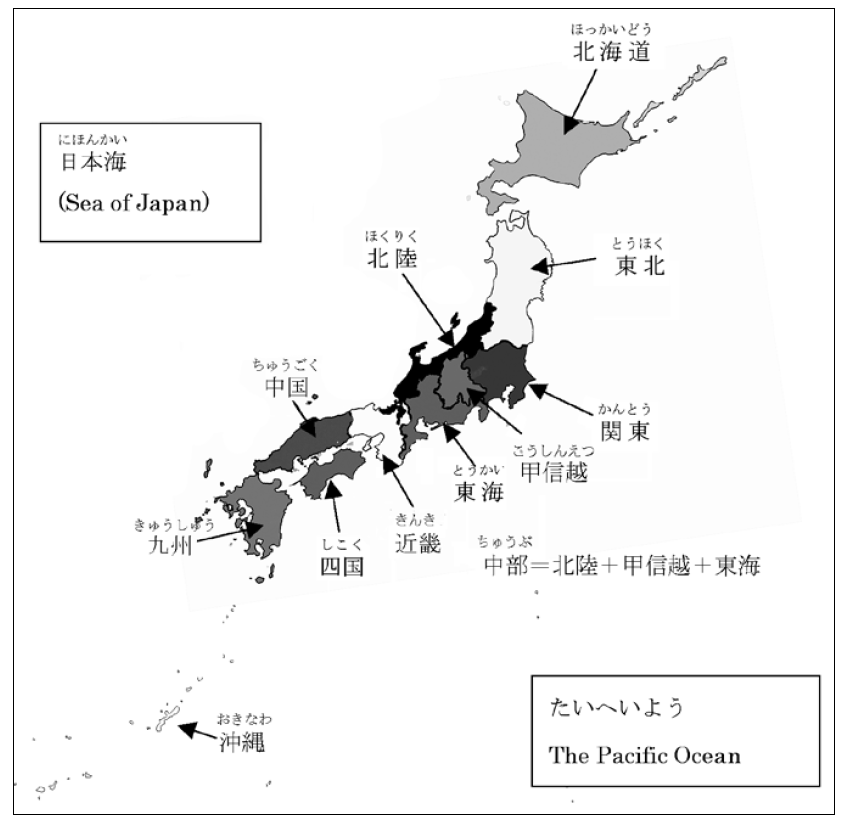 ほっかいどう
北海道
にほんかい
日本海
(Sea of Japan)
ほくりく
北陸
とうほく
東北
ちゅうごく
中国
かんとう
関東
こうしんえつ
甲信越
とうかい
東海
きゅうしゅう
九州
しこく
四国
きんき
近畿
ちゅうぶ
中部＝北陸＋甲信越＋東海
たいへいよう
The Pacific Ocean
おきなわ
沖縄